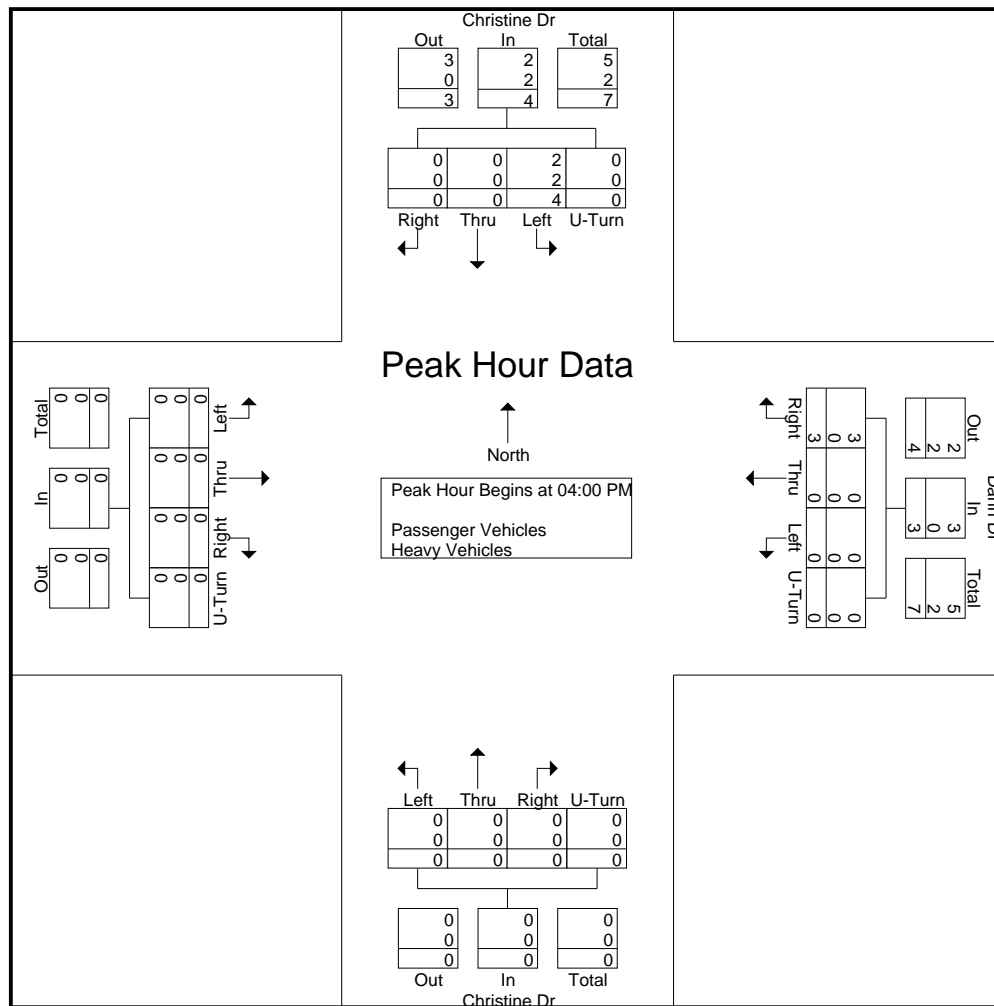 Christine Dr
Out In Total
3 2 5
0 2 2
3 4 7
0 0 2 0
0 0 2 0
0 0 4 0
Right Thru Left U-Turn
Peak Hour Data
North
Peak Hour Begins at 04:00 PM
Passenger Vehicles
Heavy Vehicles
Total In Out
0 0 0
0 0 0
0 0 0
Left Thru Right U-Turn
0 0 0 0
0 0 0 0
0 0 0 0
Out In Total
2 3 5
2 0 2
4 3 7
Right Thru Left U-Turn
3 0 0 0
0 0 0 0
3 0 0 0
Left Thru Right U-Turn
0 0 0 0
0 0 0 0
0 0 0 0
0 0 0
0 0 0
0 0 0
Out In Total
Christine Dr